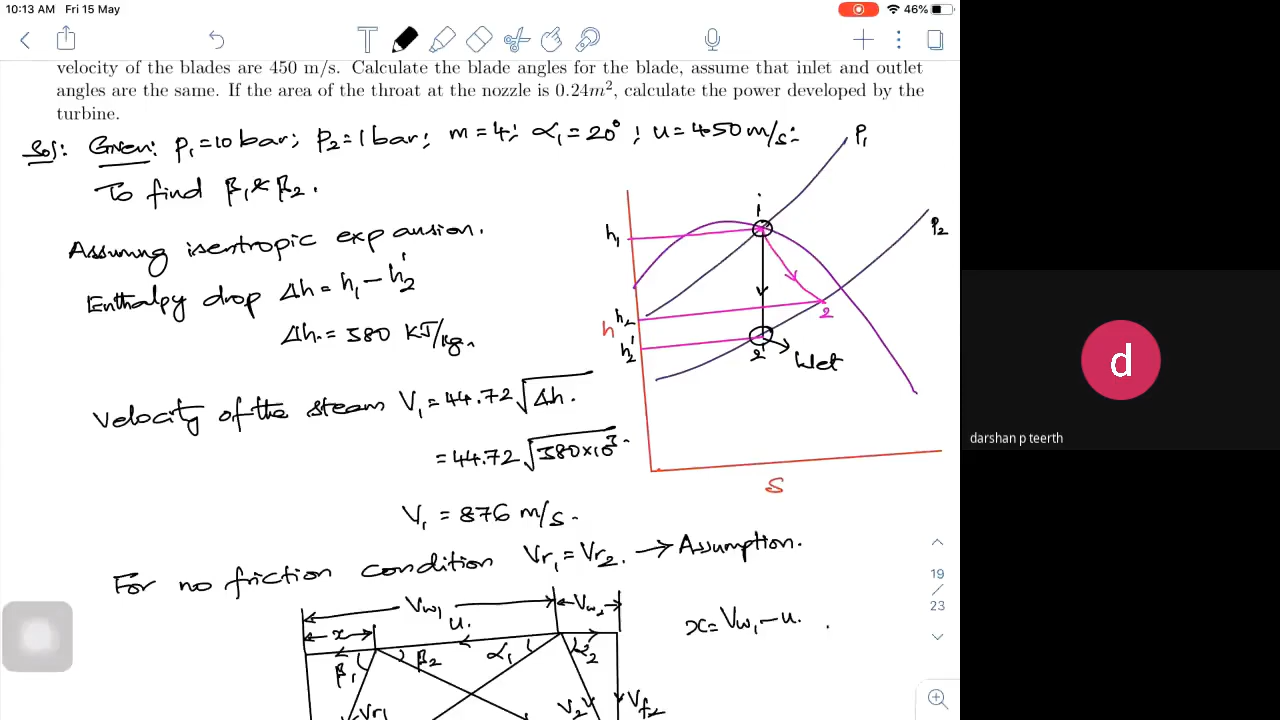 10:13 AM Fri 15 May
46%
velocity of the blades are 450 m/s. Calculate the blade angles for the blade, assume that inlet and outlet
angles are the same. If the area of the throat at the nozzle is 0.24m², calculate the power developed by the
turbine.
Sol: Given: P₁=10 bar; P₂=1 bar; m=4; α₁=20°; u=450 m/s:
To find β₁ & β₂.
Assuming isentropic expansion.
Enthalpy drop Δh = h₁ - h₂'
Δh = 380 KJ/kg.
Velocity of the steam V₁ = 44.72 √Δh.
= 44.72 √380×10³.
V₁ = 876 m/s.
For no friction condition Vr₁ = Vr₂. → Assumption.
P₁
P₂
1
h₁
h₂
h
h₂'
2
2'
Wet
S
Vw₁
Vw₂
x
u.
x = Vw₁ - u.
β₁
β₂
α₁
α₂
Vr₁
V₂
Vf₂
19
/
23
d
darshan p teerth